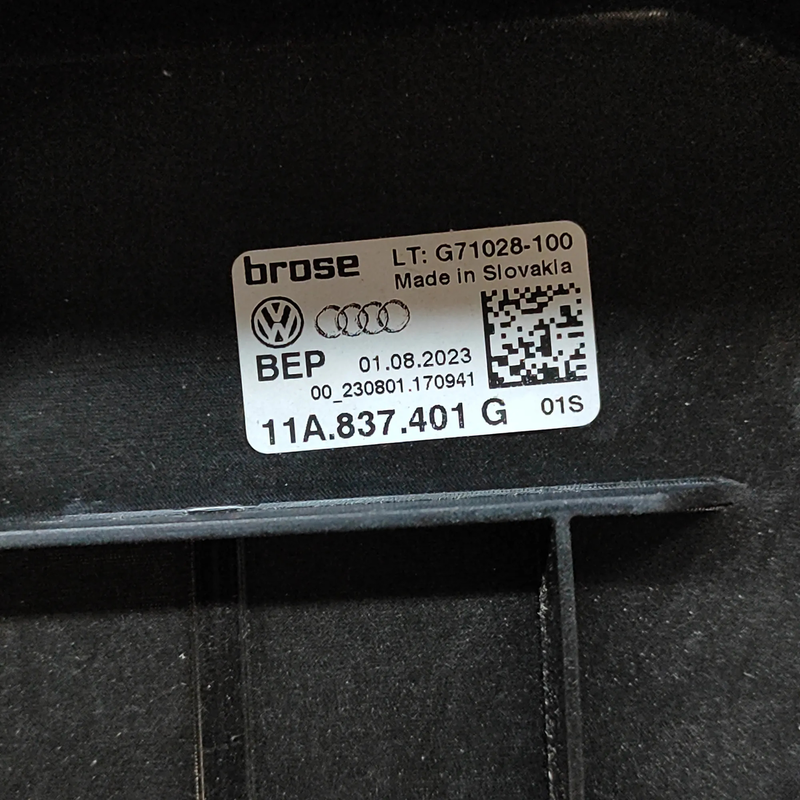 brose LT: G71028-100
Made in Slovakia
BEP 01.08.2023
00_230801.170941
11A.837.401 G 01S